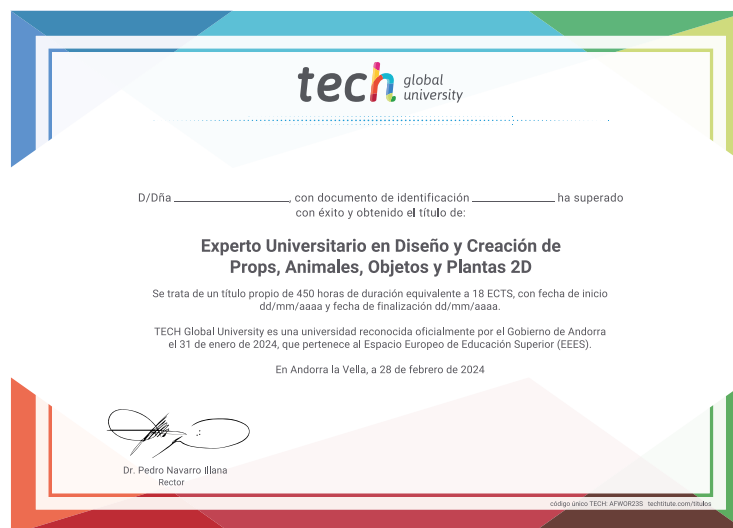 tech global university
D/Dña ____________________, con documento de identificación ______________ ha superado
con éxito y obtenido el título de:
Experto Universitario en Diseño y Creación de
Props, Animales, Objetos y Plantas 2D
Se trata de un título propio de 450 horas de duración equivalente a 18 ECTS, con fecha de inicio
dd/mm/aaaa y fecha de finalización dd/mm/aaaa.
TECH Global University es una universidad reconocida oficialmente por el Gobierno de Andorra
el 31 de enero de 2024, que pertenece al Espacio Europeo de Educación Superior (EEES).
En Andorra la Vella, a 28 de febrero de 2024
Dr. Pedro Navarro Illana
Rector
código único TECH: AFWOR23S techtitute.com/titulos